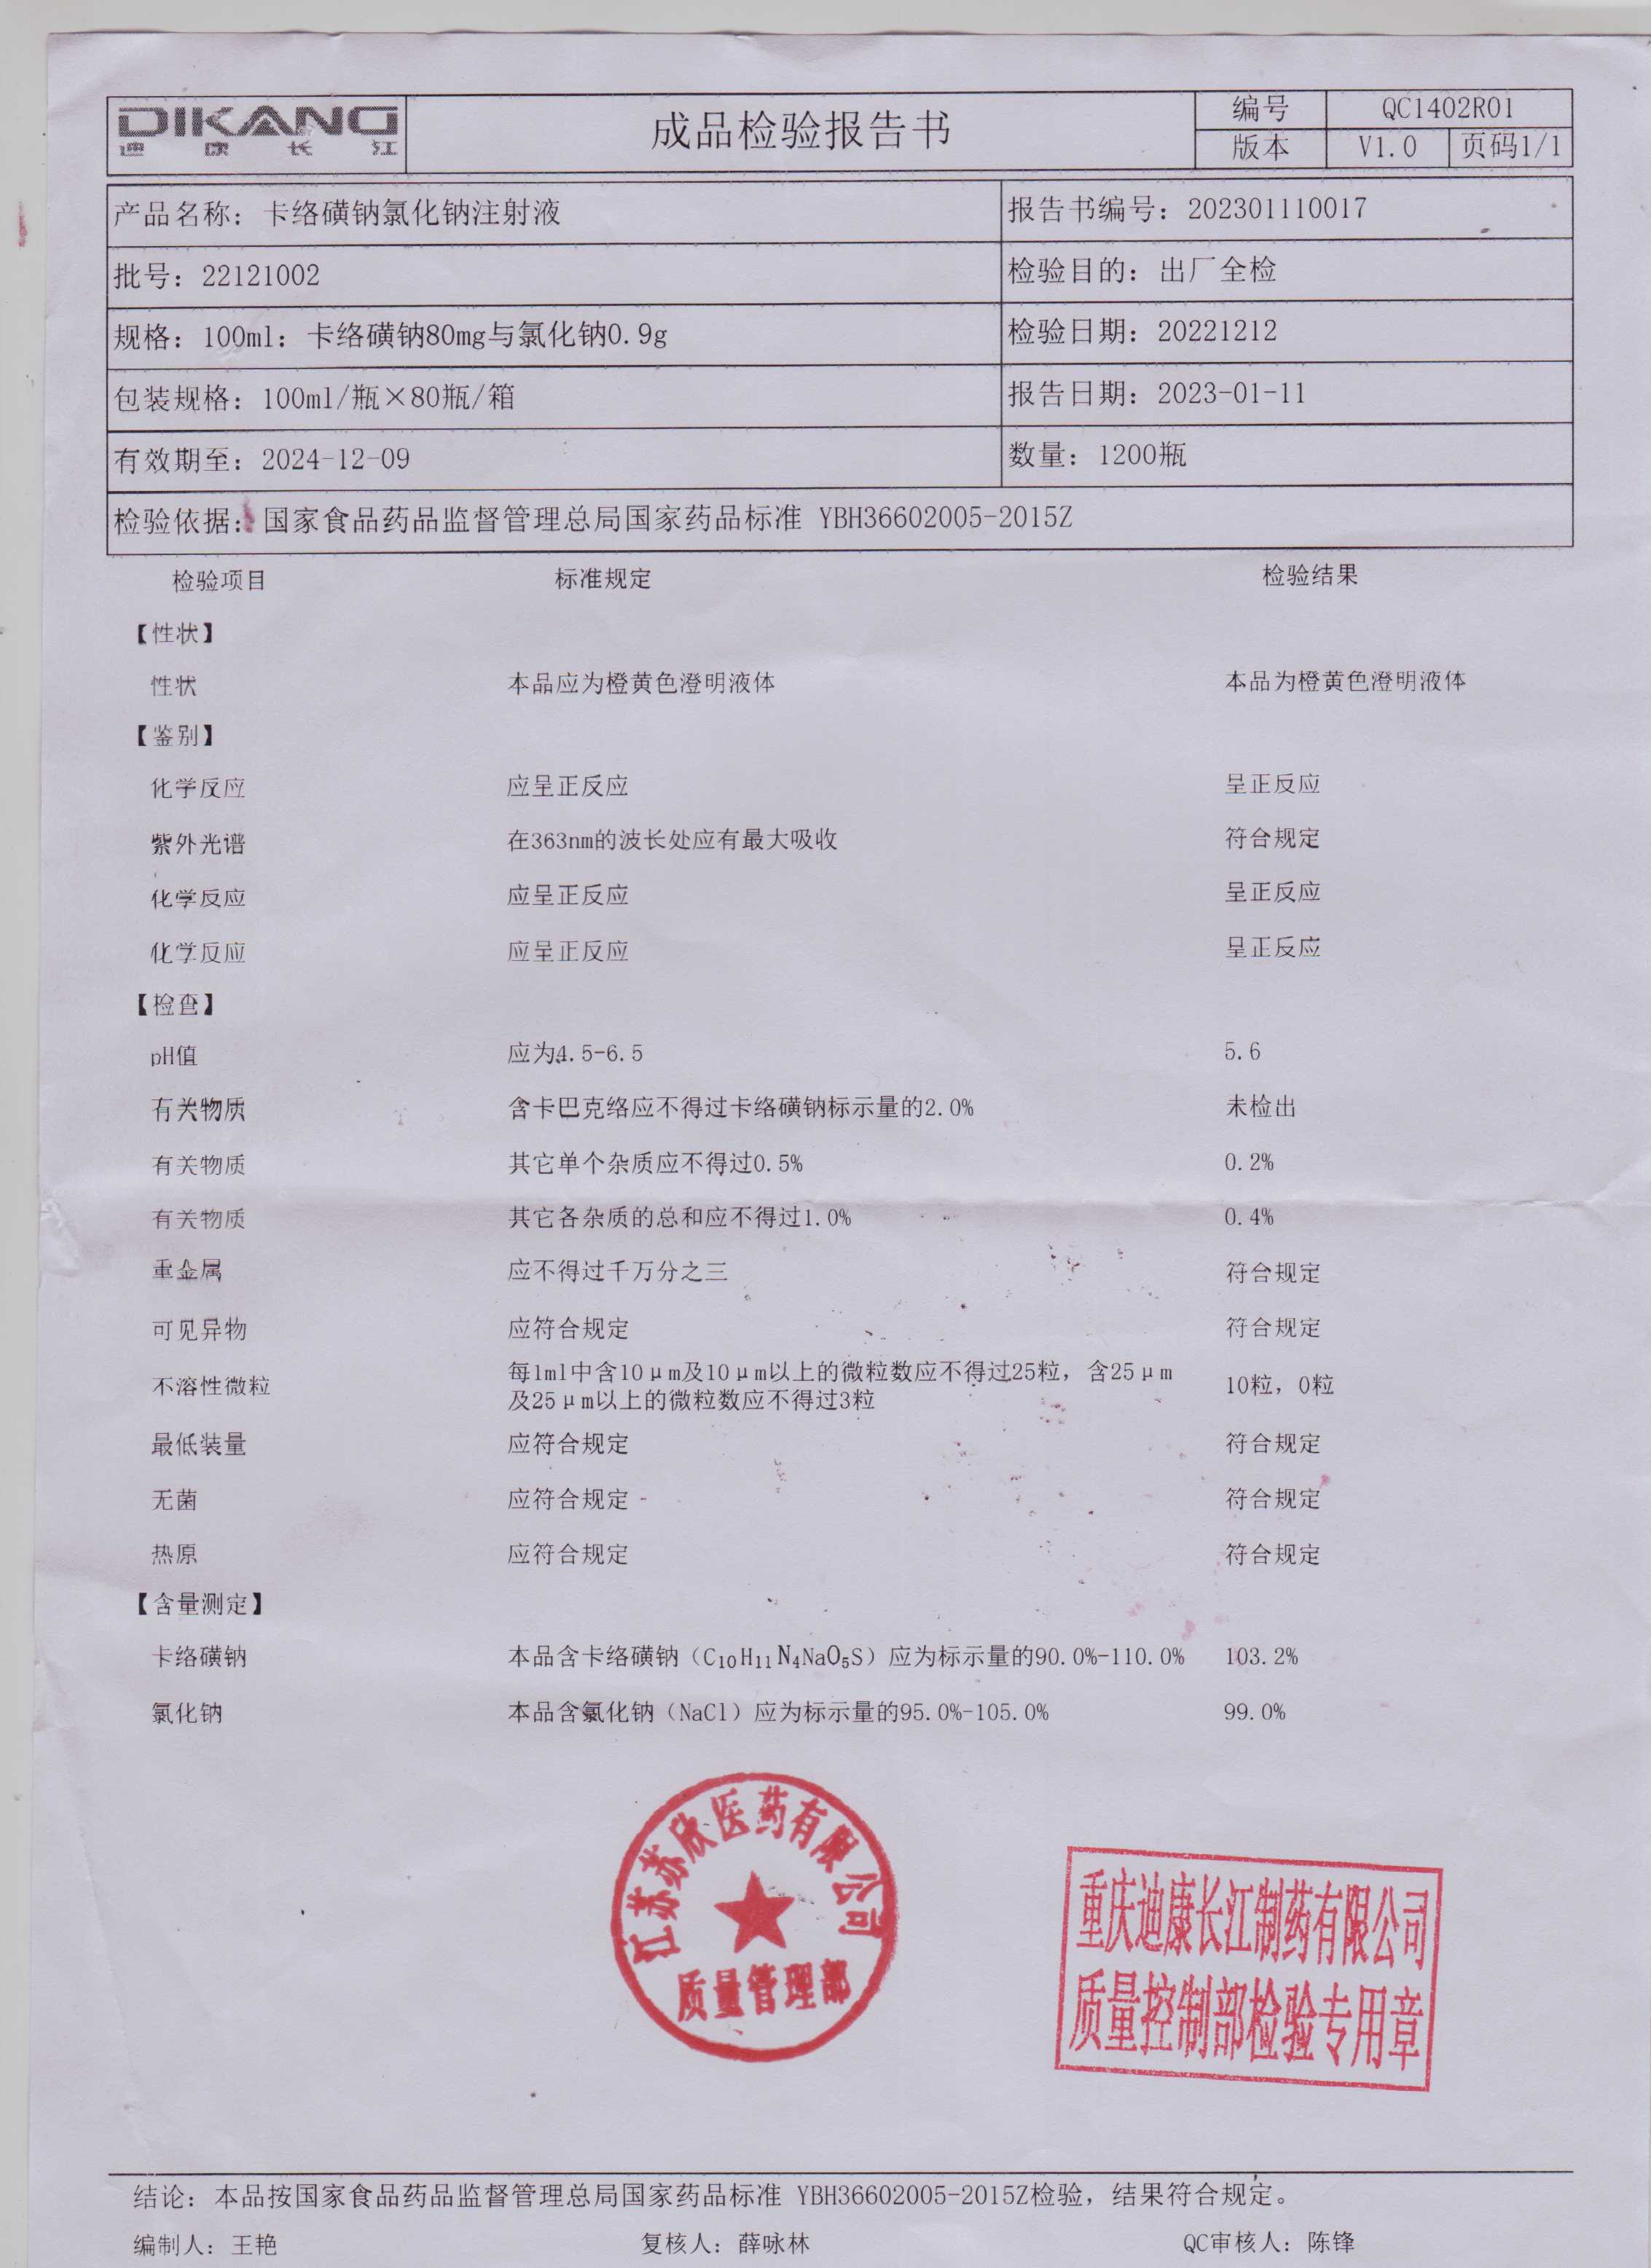 DIKANG
迪康长江
成品检验报告书
编号 QC1402R01
版本 V1.0 页码1/1
产品名称：卡络磺钠氯化钠注射液 报告书编号：202301110017
批号：22121002 检验目的：出厂全检
规格：100ml：卡络磺钠80mg与氯化钠0.9g 检验日期：20221212
包装规格：100ml/瓶×80瓶/箱 报告日期：2023-01-11
有效期至：2024-12-09 数量：1200瓶
检验依据：国家食品药品监督管理总局国家药品标准 YBH36602005-2015Z
检验项目 标准规定 检验结果
【性状】
性状 本品应为橙黄色澄明液体 本品为橙黄色澄明液体
【鉴别】
化学反应 应呈正反应 呈正反应
紫外光谱 在363nm的波长处应有最大吸收 符合规定
化学反应 应呈正反应 呈正反应
化学反应 应呈正反应 呈正反应
【检查】
pH值 应为4.5-6.5 5.6
有关物质 含卡巴克络应不得过卡络磺钠标示量的2.0% 未检出
有关物质 其它单个杂质应不得过0.5% 0.2%
有关物质 其它各杂质的总和应不得过1.0% 0.4%
重金属 应不得过千万分之三 符合规定
可见异物 应符合规定 符合规定
不溶性微粒 每1ml中含10μm及10μm以上的微粒数应不得过25粒，含25μm
及25μm以上的微粒数应不得过3粒 10粒，0粒
最低装量 应符合规定 符合规定
无菌 应符合规定 符合规定
热原 应符合规定 符合规定
【含量测定】
卡络磺钠 本品含卡络磺钠（C₁₀H₁₁N₄NaO₅S）应为标示量的90.0%-110.0% 103.2%
氯化钠 本品含氯化钠（NaCl）应为标示量的95.0%-105.0% 99.0%
江苏苏欣医药有限公司
质量管理部
重庆迪康长江制药有限公司
质量控制部检验专用章
结论：本品按国家食品药品监督管理总局国家药品标准 YBH36602005-2015Z检验，结果符合规定。
编制人：王艳 复核人：薛咏林 QC审核人：陈锋